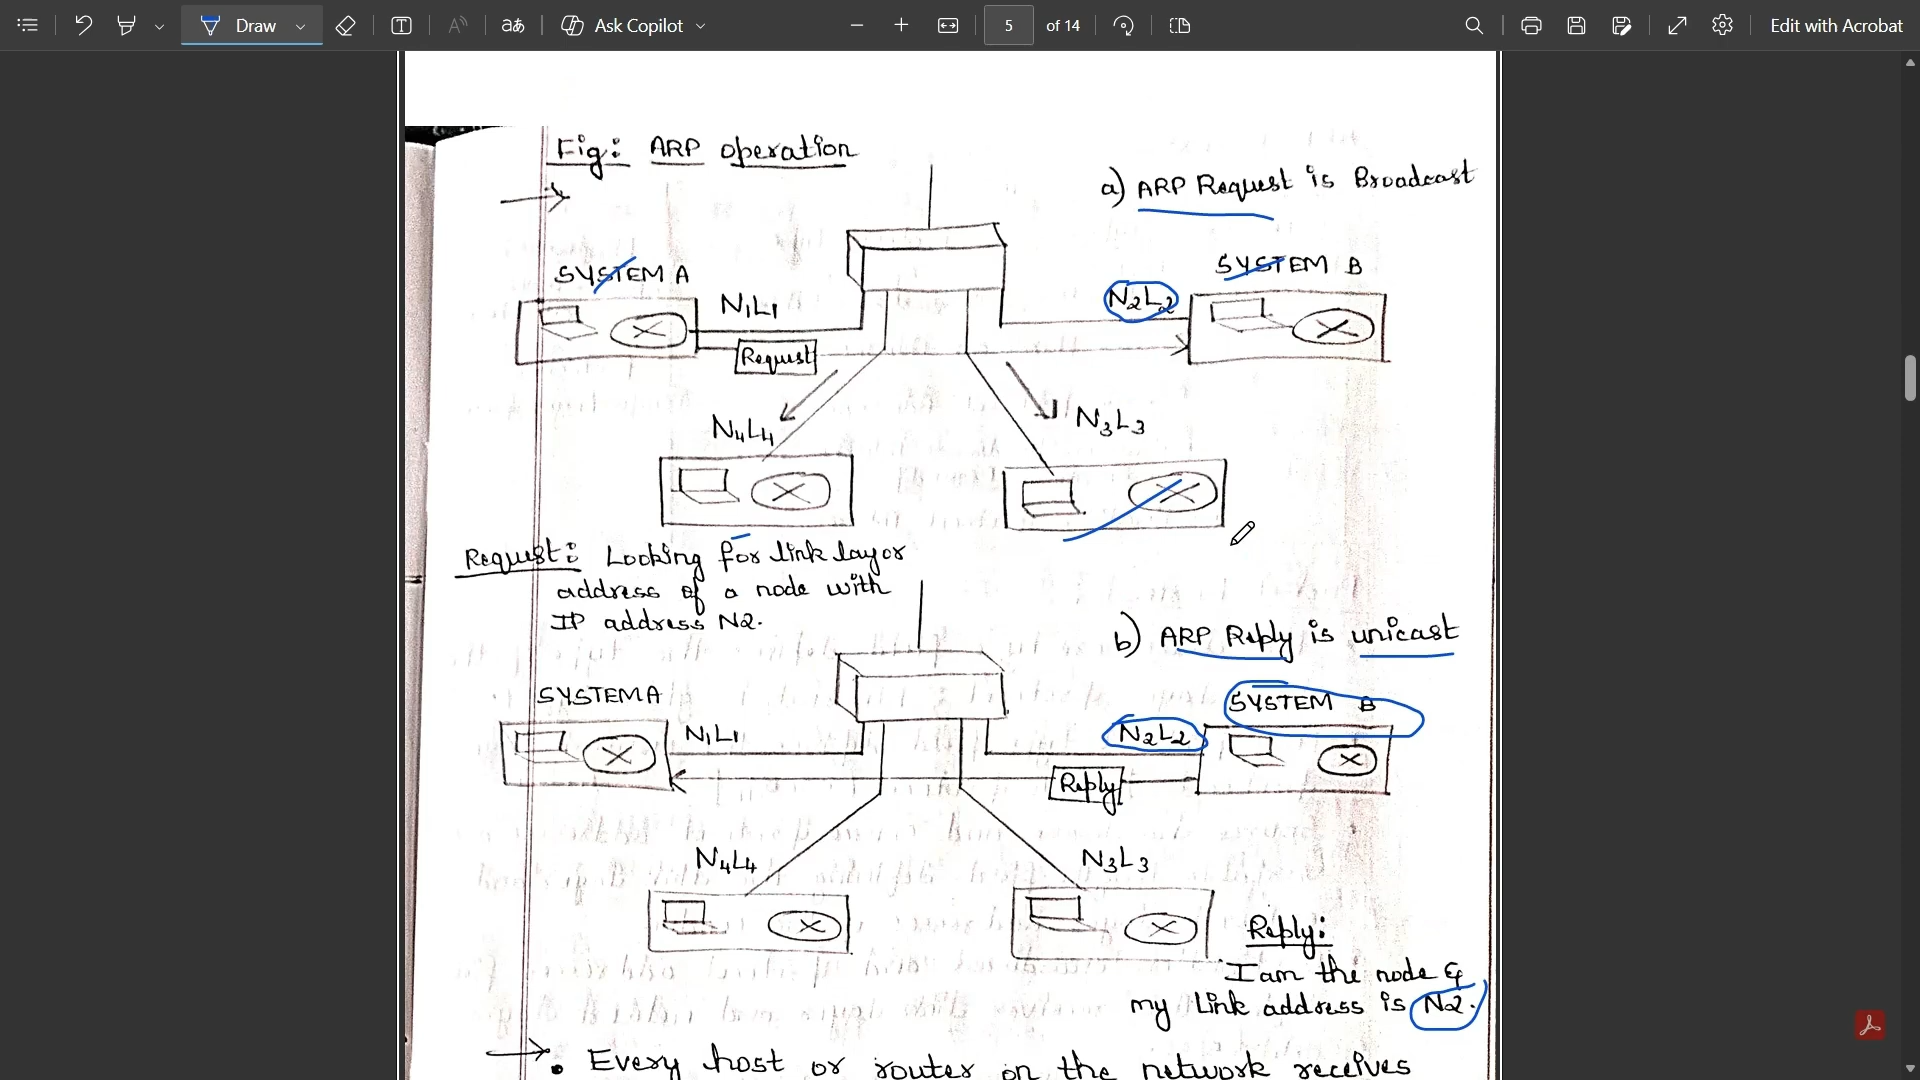 Draw
Ask Copilot
5 of 14
Edit with Acrobat
Fig: ARP operation
a) ARP Request is Broadcast
SYSTEM A
SYSTEM B
N1L1
N2L2
Request
N4L4
N3L3
Request: Looking for link layer
address of a node with
IP address N2.
b) ARP Reply is unicast
SYSTEM A
SYSTEM B
N1L1
N2L2
Reply
N4L4
N3L3
Reply:
I am the node &
my Link address is N2.
• Every host or router on the network receives